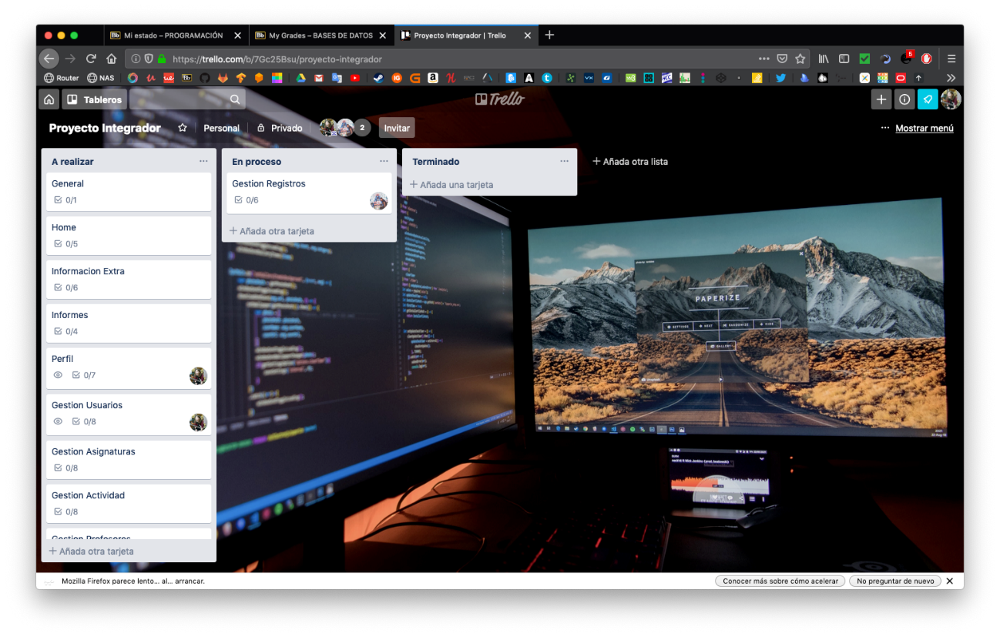 Mi estado – PROGRAMACIÓN
My Grades – BASES DE DATOS
Proyecto Integrador | Trello
https://trello.com/b/7Gc25Bsu/proyecto-integrador
5
Router
NAS
Tableros
Trello
Proyecto Integrador
Personal
Privado
2
Invitar
Mostrar menú
A realizar
General
0/1
Home
0/5
Informacion Extra
0/6
Informes
0/4
Perfil
0/7
Gestion Usuarios
0/8
Gestion Asignaturas
0/8
Gestion Actividad
0/8
Gestion Profesores
+ Añada otra tarjeta
En proceso
Gestion Registros
0/6
+ Añada otra tarjeta
Terminado
+ Añada una tarjeta
+ Añada otra lista
PAPERIZE
SETTINGS
NEXT
RANDOMIZE
HIDE
GALLERY
Mozilla Firefox parece lento... al... arrancar.
Conocer más sobre cómo acelerar
No preguntar de nuevo